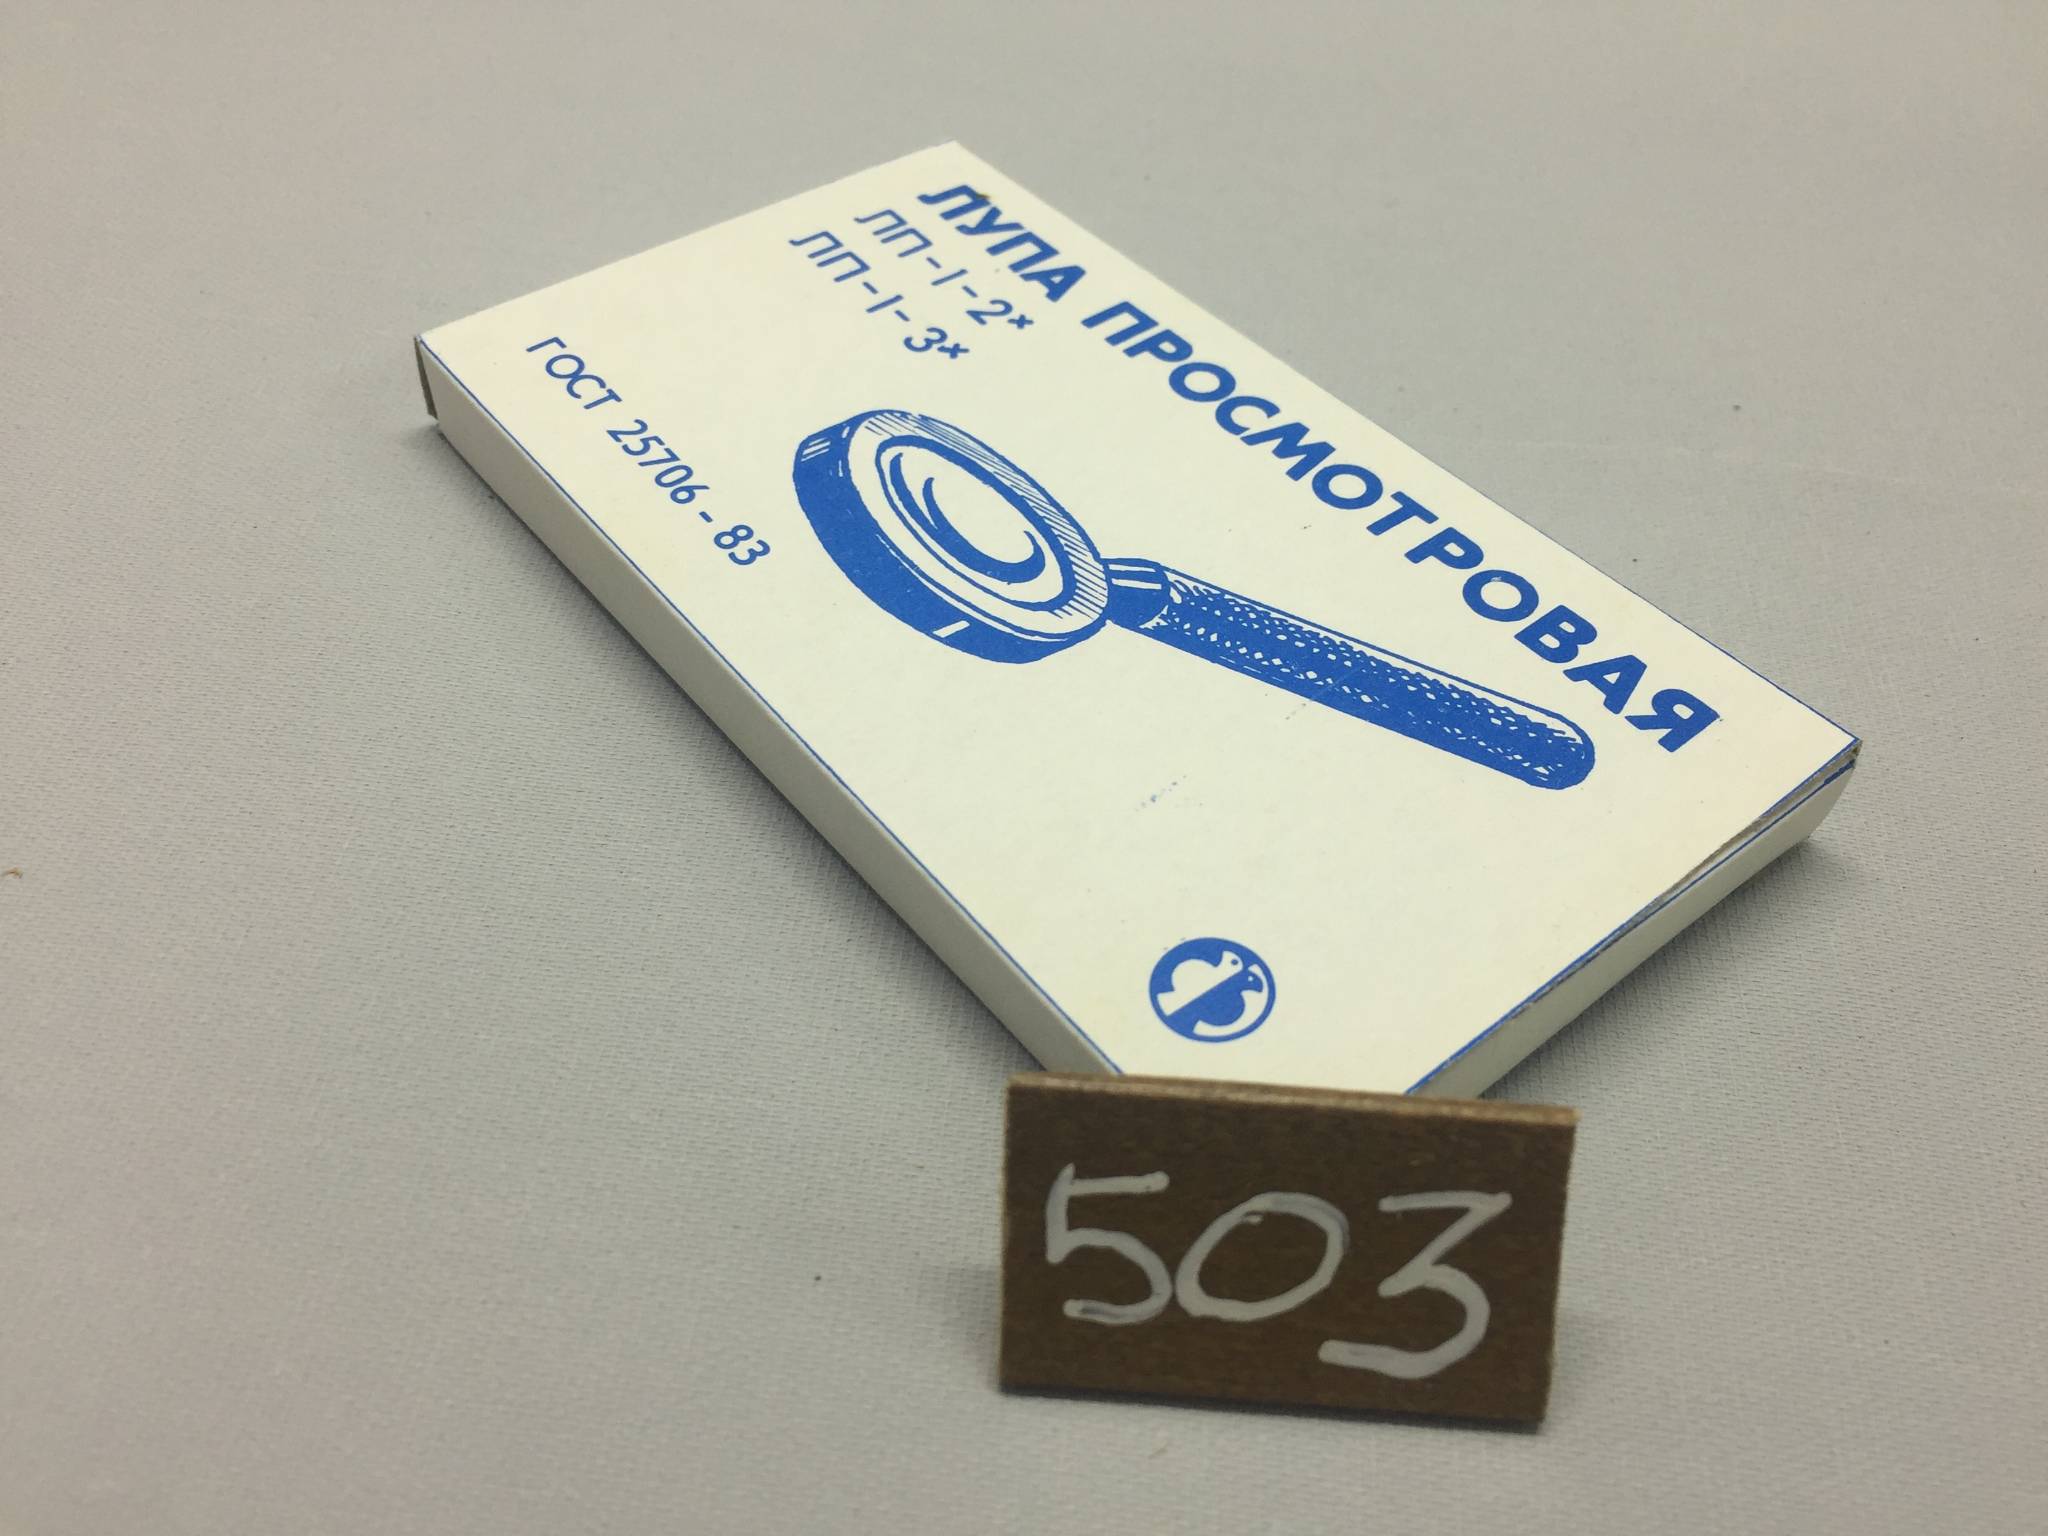 ЛУПА ПРОСМОТРОВАЯ
ЛП-1-2ˣ
ЛП-1-3ˣ
ГОСТ 25706-83
503